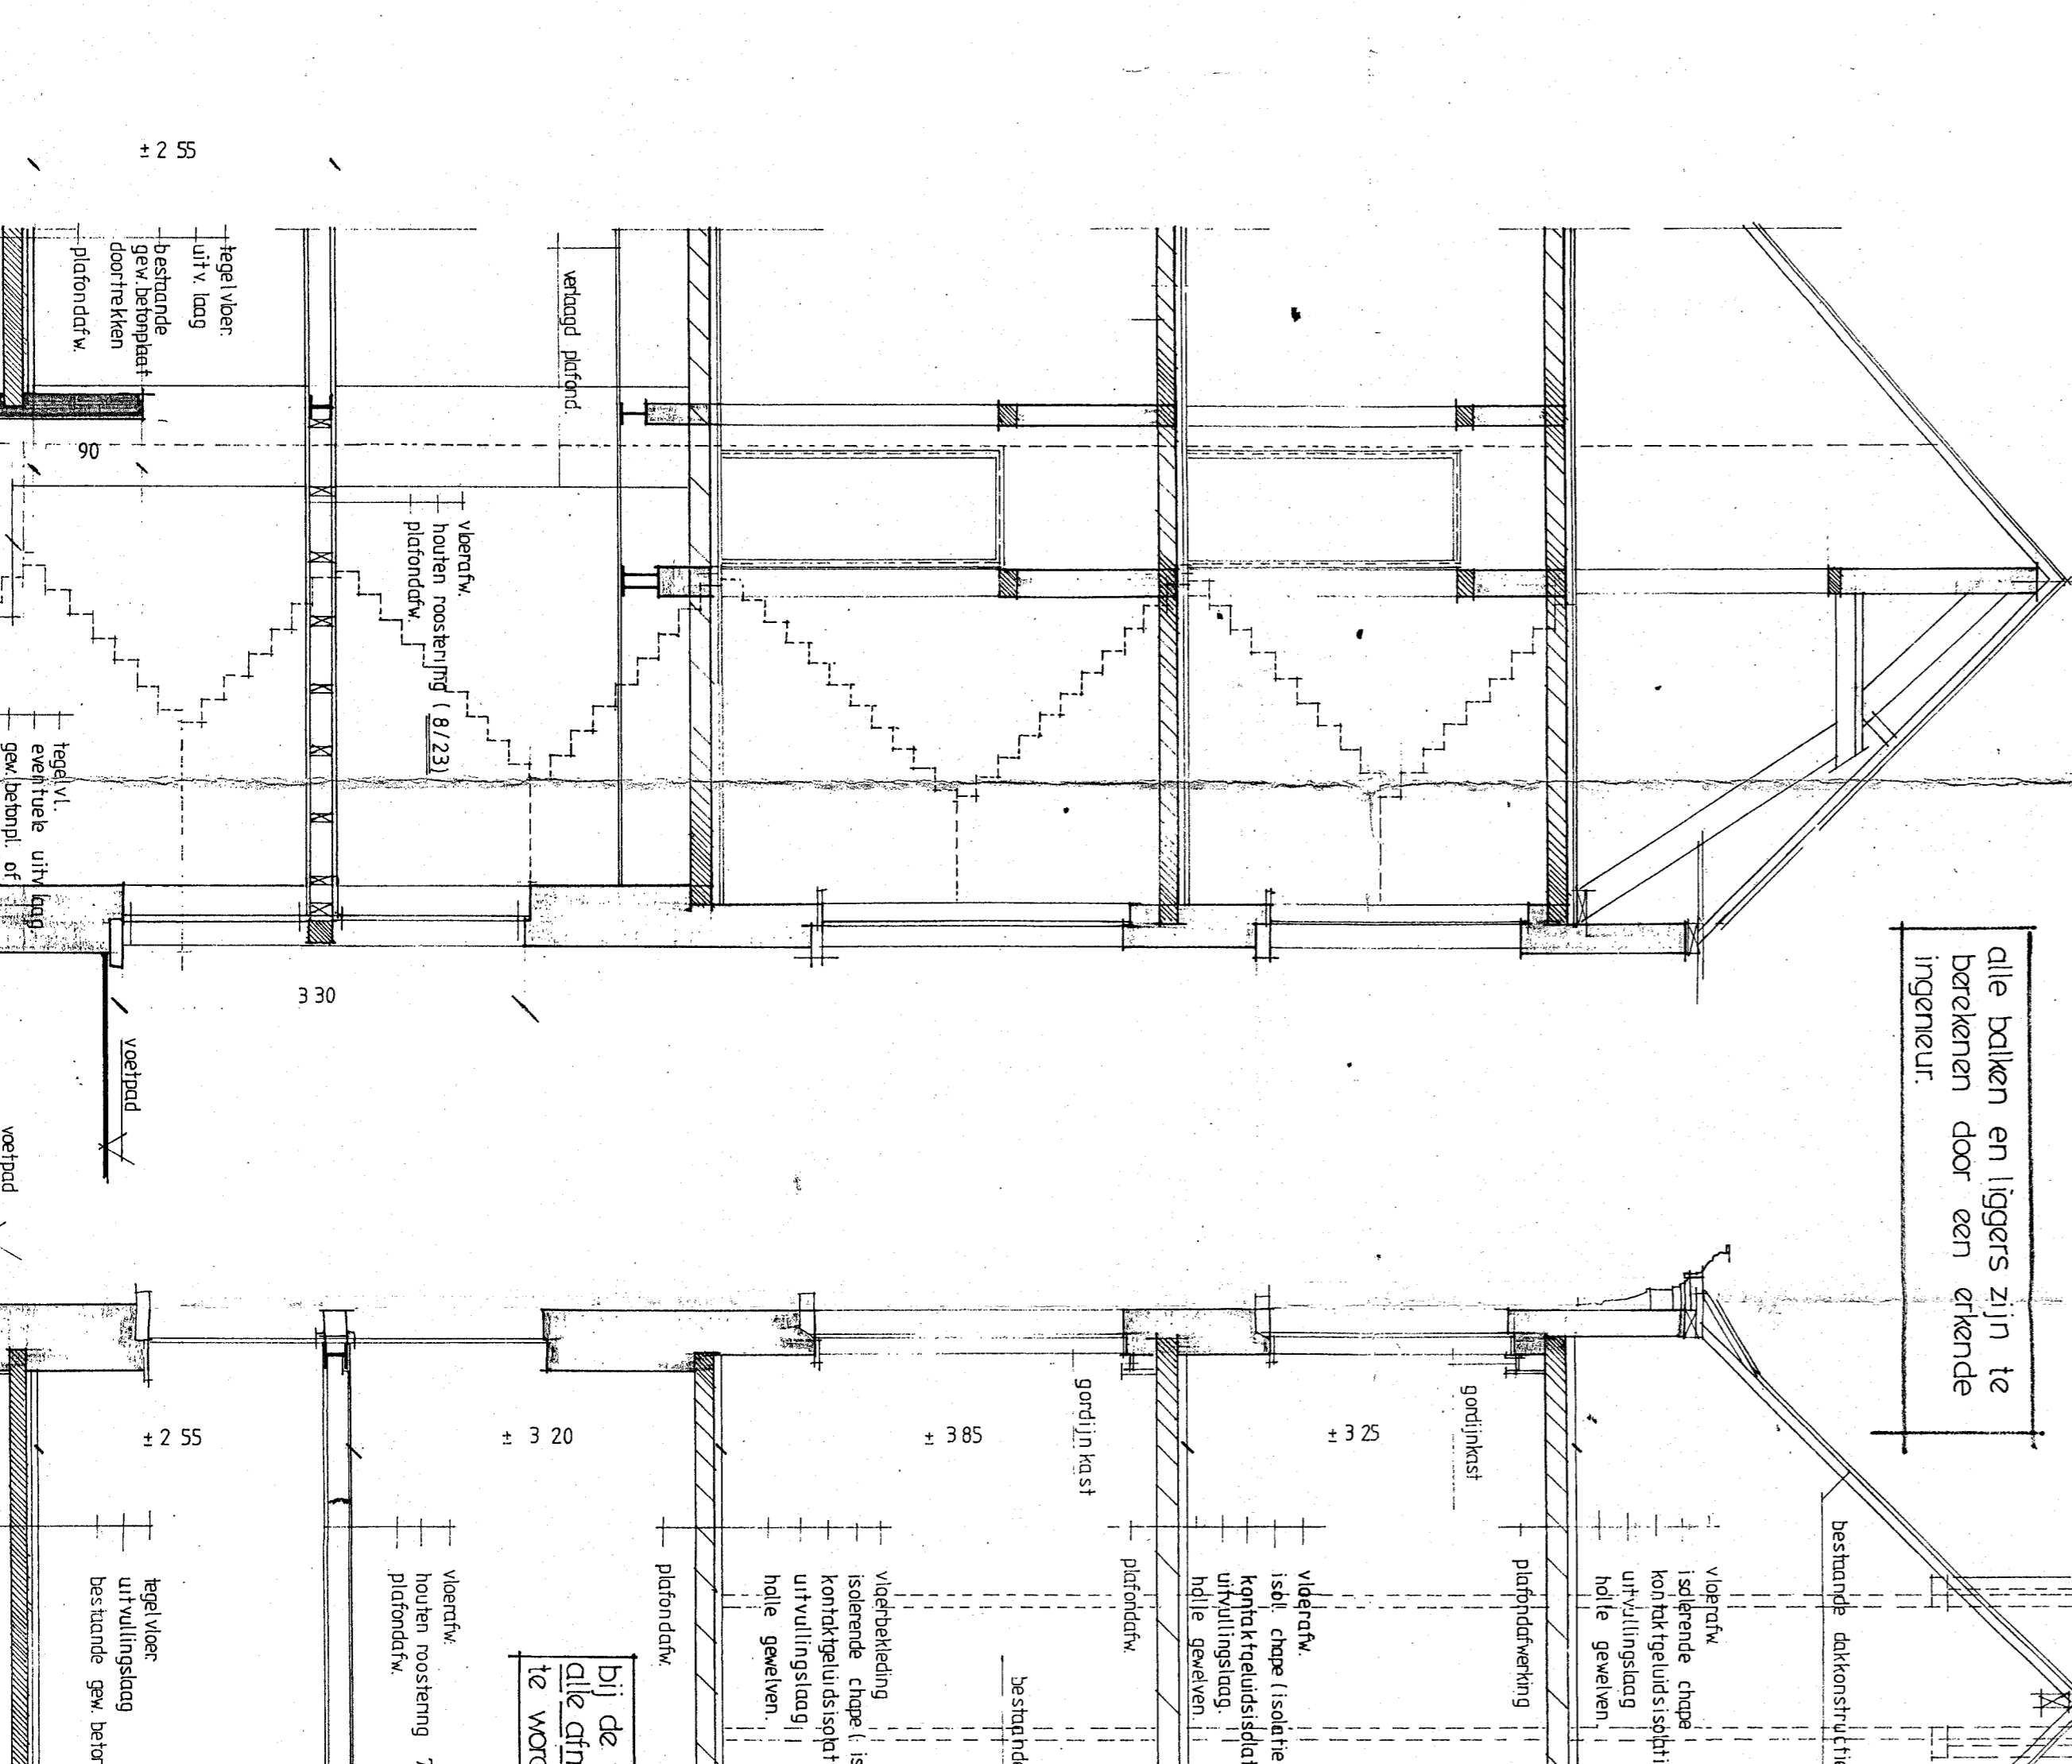 ± 2 55
tegelvloer.
uitv. laag
bestaande
gew. betonplaat
doortrekken
plafondafw.
verlaagd plafond.
90
vloerafw.
houten roostering ( 8/23)
plafondafw.
tegelvl.
eventuele uitv. laag.
gew. betonpl. of
3 30
voetpad
voetpad
alle balken en liggers zijn te
berekenen door een erkende
ingenieur.
± 2 55
± 3 20
± 3 85
± 3 25
gordijnkast
gordijnkast
tegelvloer.
uitvullingslaag
bestaande gew.
vloerafw.
houten roostering
plafondafw.
plafondafw.
vloerbekleding
isolerende chape (
kontaktgeluidsisolat
uitvullingslaag
holle gewelven.
plafondafw.
vloerafw.
isol. chape (isolatie
kontaktgeluidsisolat
uitvullingslaag.
holle gewelven.
plafondafwerking
vloerafw.
isolerende chape
kontaktgeluidsisolati
uitvullingslaag
holle gewelven.
bestaande dakkonstructie
bestaande
bij de
alle afm
te word